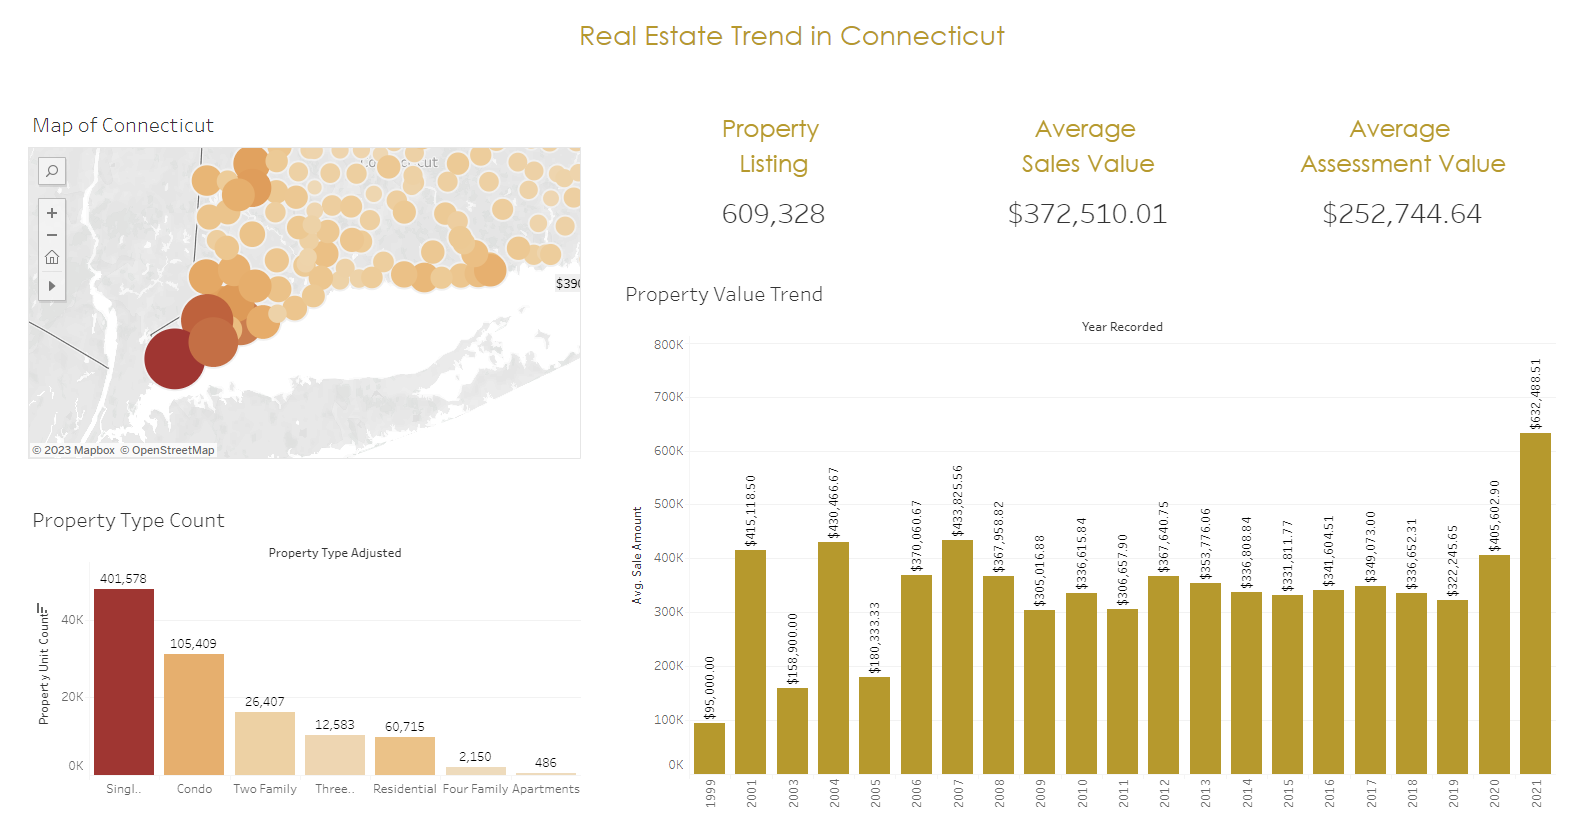 Real Estate Trend in Connecticut
Map of Connecticut
© 2023 Mapbox © OpenStreetMap
$390
Property
Listing
609,328
Average
Sales Value
$372,510.01
Average
Assessment Value
$252,744.64
Property Type Count
Property Type Adjusted
Property Unit Count
40K
20K
0K
401,578
105,409
26,407
12,583
60,715
2,150
486
Singl..
Condo
Two Family
Three..
Residential
Four Family
Apartments
Property Value Trend
Year Recorded
Avg. Sale Amount
800K
700K
600K
500K
400K
300K
200K
100K
0K
$95,000.00
$415,118.50
$158,900.00
$430,466.67
$180,333.33
$370,060.67
$433,825.56
$367,958.82
$305,016.88
$336,615.84
$306,657.90
$367,640.75
$353,776.06
$336,808.84
$331,811.77
$341,604.51
$349,073.00
$336,652.31
$322,245.65
$405,602.90
$632,488.51
1999
2001
2003
2004
2005
2006
2007
2008
2009
2010
2011
2012
2013
2014
2015
2016
2017
2018
2019
2020
2021